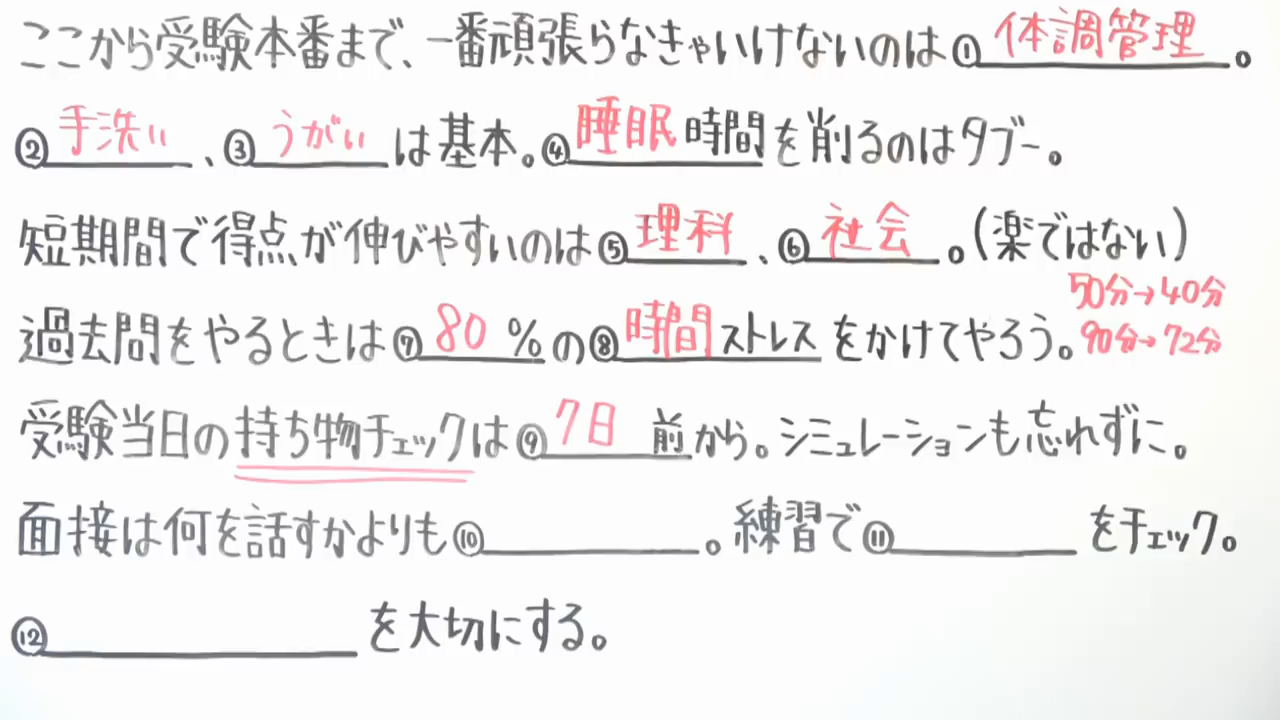 ここから受験本番まで、一番頑張らなきゃいけないのは①体調管理。
②手洗い、③うがいは基本。④睡眠時間を削るのはタブー。
短期間で得点が伸びやすいのは⑤理科、⑥社会。(楽ではない)
50分→40分
過去問をやるときは⑦80%の⑧時間ストレスをかけてやろう。
90分→72分
受験当日の持ち物チェックは⑨7日前から。シミュレーションも忘れずに。
面接は何を話すかよりも⑩。練習で⑪をチェック。
⑫を大切にする。